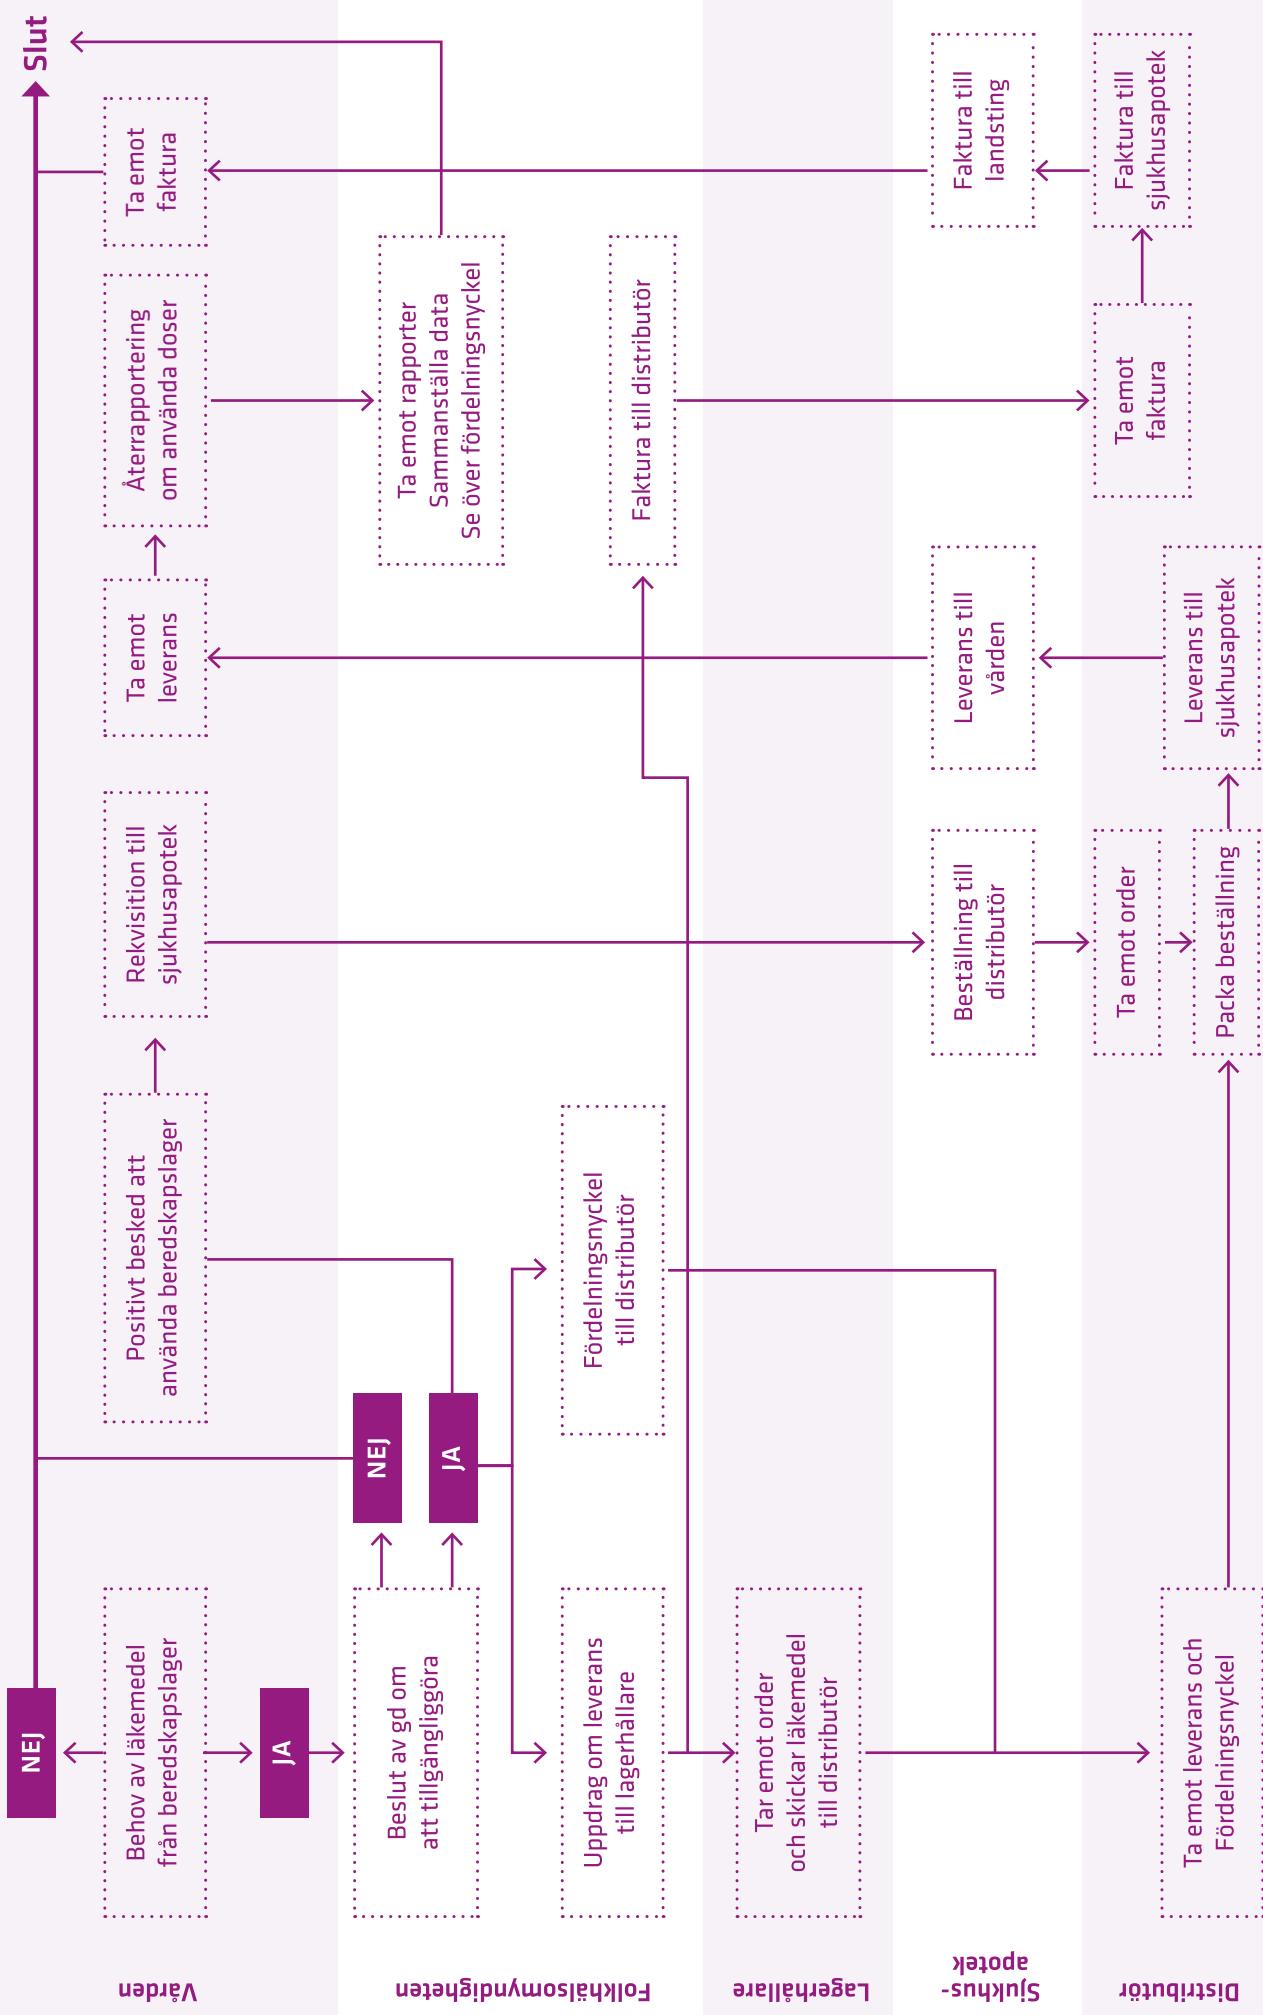 Vården
NEJ
Behov av läkemedel
från beredskapslager
JA
Positivt besked att
använda beredskapslager
Rekvisition till
sjukhusapotek
Ta emot
leverans
Återrapportering
om använda doser
Ta emot
faktura
Slut
Folkhälsomyndigheten
Beslut av gd om
att tillgängliggöra
NEJ
JA
Uppdrag om leverans
till lagerhållare
Fördelningsnyckel
till distributör
Ta emot rapporter
Sammanställa data
Se över fördelningsnyckel
Faktura till distributör
Lagerhållare
Tar emot order
och skickar läkemedel
till distributör
Sjukhus-
apotek
Beställning till
distributör
Leverans till
vården
Faktura till
landsting
Distributör
Ta emot leverans och
Fördelningsnyckel
Ta emot order
Packa beställning
Leverans till
sjukhusapotek
Ta emot
faktura
Faktura till
sjukhusapotek